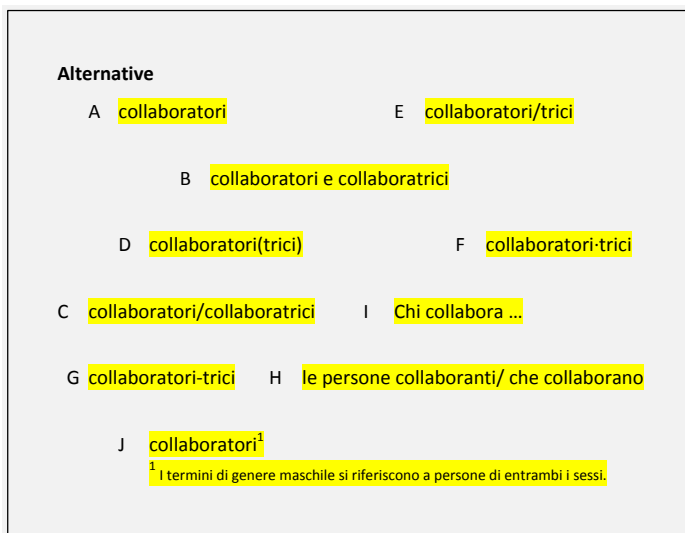 Alternative
A collaboratori E collaboratori/trici
B collaboratori e collaboratrici
D collaboratori(trici) F collaboratori·trici
C collaboratori/collaboratrici I Chi collabora …
G collaboratori-trici H le persone collaboranti/ che collaborano
J collaboratori¹
¹ I termini di genere maschile si riferiscono a persone di entrambi i sessi.